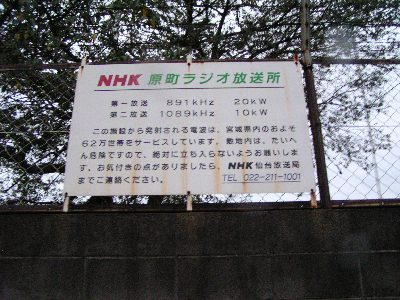 NHK 原町ラジオ放送所
第一放送 891kHz 20kW
第二放送 1089kHz 10kW
この施設から発射される電波は、宮城県内のおよそ
62万世帯をサービスしています。敷地内は、たいへ
ん危険ですので、絶対に立ち入らないようお願いしま
す。お気付きの点がありましたら、NHK仙台放送局
までご連絡ください。 TEL 022-211-1001